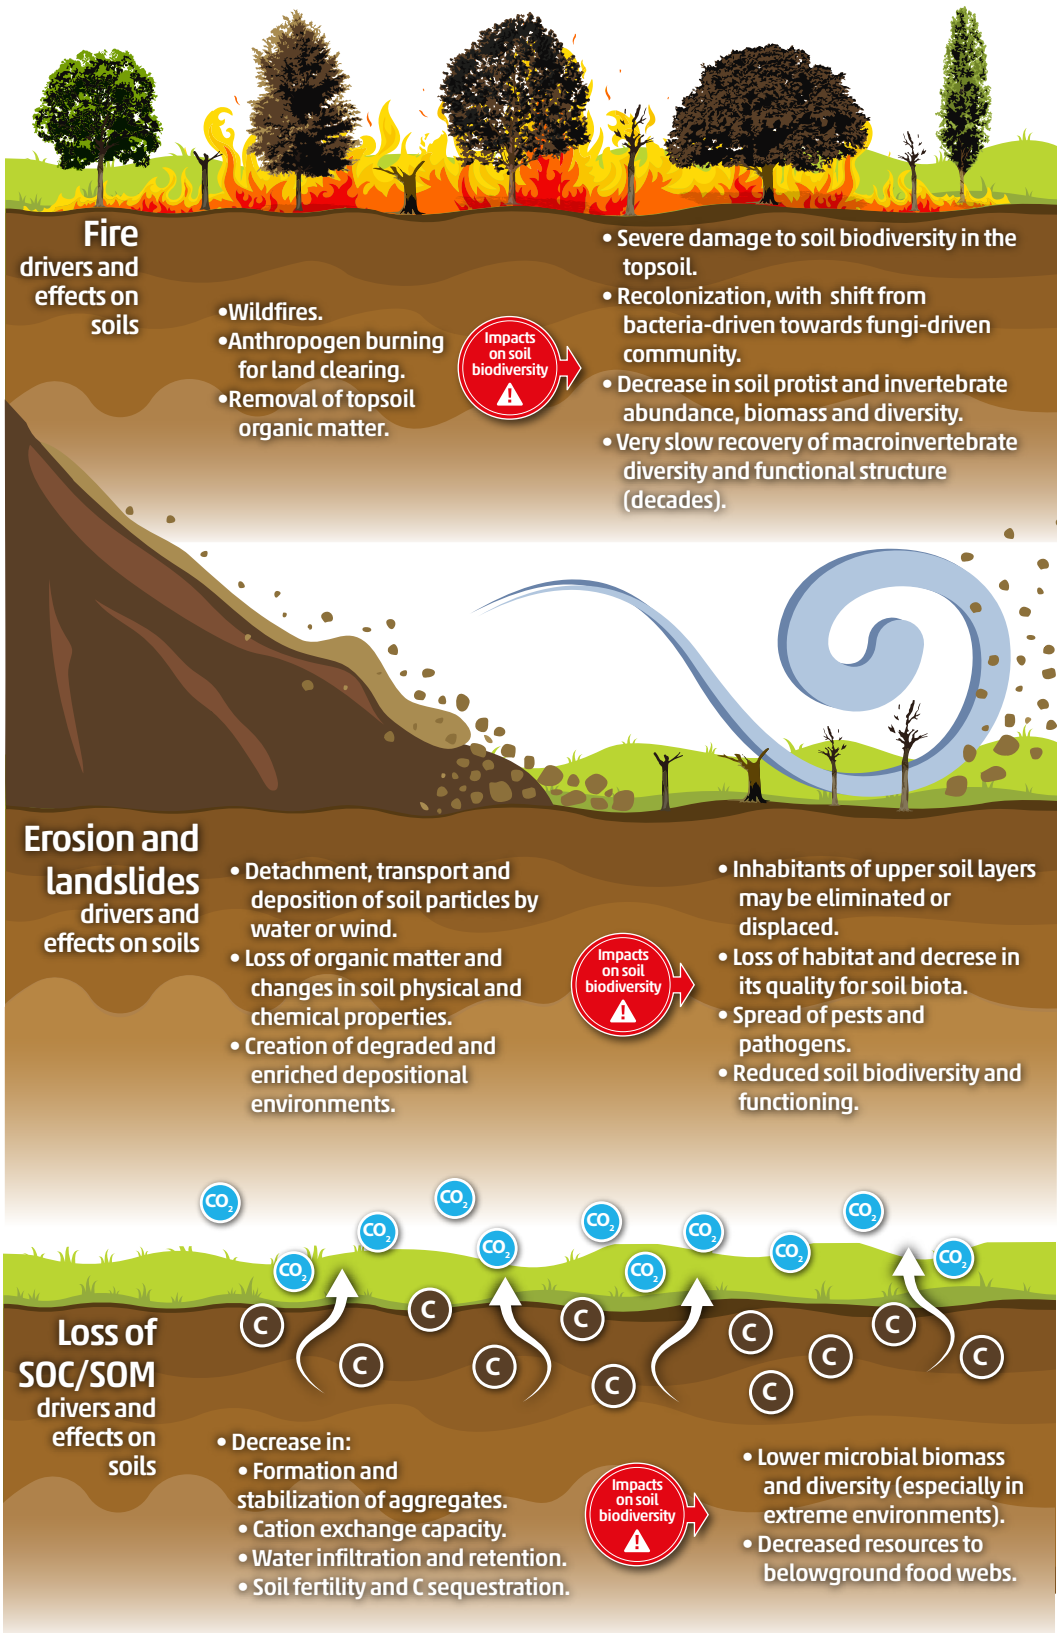 Fire
drivers and
effects on
soils
•Wildfires.
•Anthropogen burning
for land clearing.
•Removal of topsoil
organic matter.
Impacts
on soil
biodiversity
• Severe damage to soil biodiversity in the
topsoil.
• Recolonization, with shift from
bacteria-driven towards fungi-driven
community.
• Decrease in soil protist and invertebrate
abundance, biomass and diversity.
• Very slow recovery of macroinvertebrate
diversity and functional structure
(decades).
Erosion and
landslides
drivers and
effects on soils
• Detachment, transport and
deposition of soil particles by
water or wind.
• Loss of organic matter and
changes in soil physical and
chemical properties.
• Creation of degraded and
enriched depositional
environments.
Impacts
on soil
biodiversity
• Inhabitants of upper soil layers
may be eliminated or
displaced.
• Loss of habitat and decrese in
its quality for soil biota.
• Spread of pests and
pathogens.
• Reduced soil biodiversity and
functioning.
CO2
CO2
CO2
CO2
CO2
CO2
CO2
CO2
CO2
CO2
CO2
C
C
C
C
C
C
C
C
C
C
C
Loss of
SOC/SOM
drivers and
effects on
soils
• Decrease in:
• Formation and
stabilization of aggregates.
• Cation exchange capacity.
• Water infiltration and retention.
• Soil fertility and C sequestration.
Impacts
on soil
biodiversity
• Lower microbial biomass
and diversity (especially in
extreme environments).
• Decreased resources to
belowground food webs.